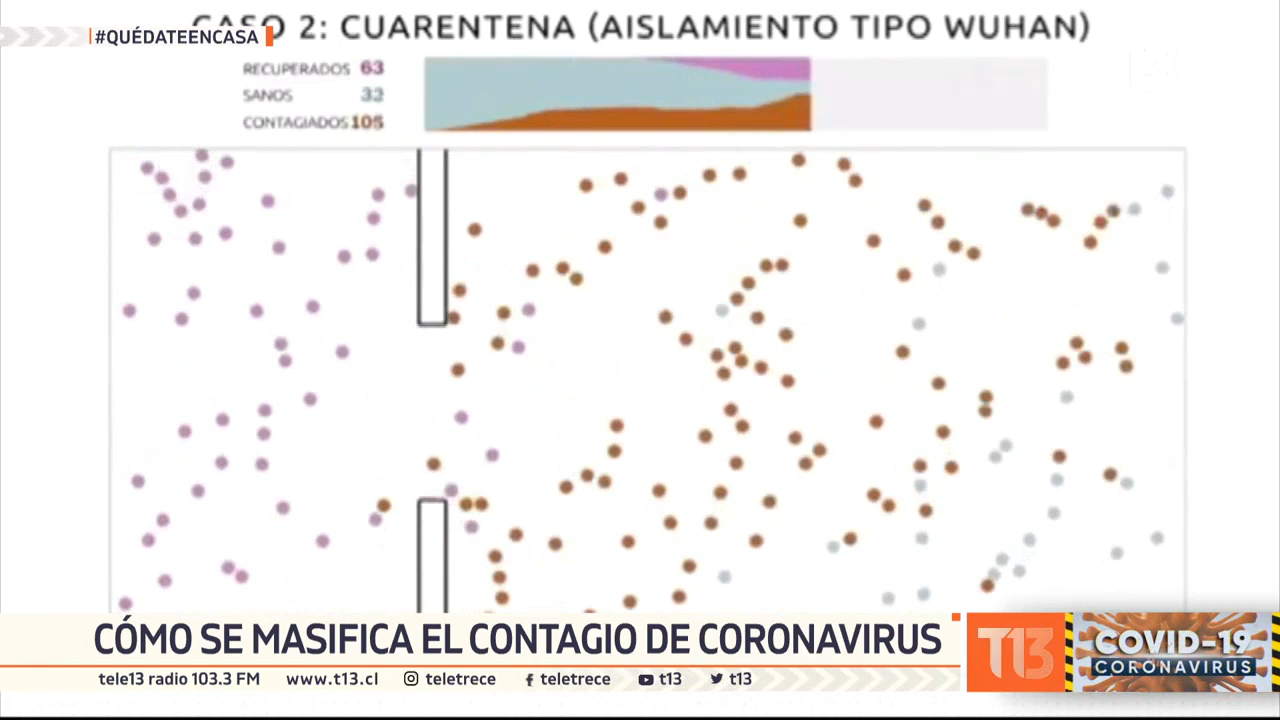 CASO 2: CUARENTENA (AISLAMIENTO TIPO WUHAN)
#QUÉDATEENCASA
RECUPERADOS 63
SANOS 32
CONTAGIADOS 105
CÓMO SE MASIFICA EL CONTAGIO DE CORONAVIRUS
tele13 radio 103.3 FM www.t13.cl teletrece teletrece t13 t13
T13
COVID-19
CORONAVIRUS